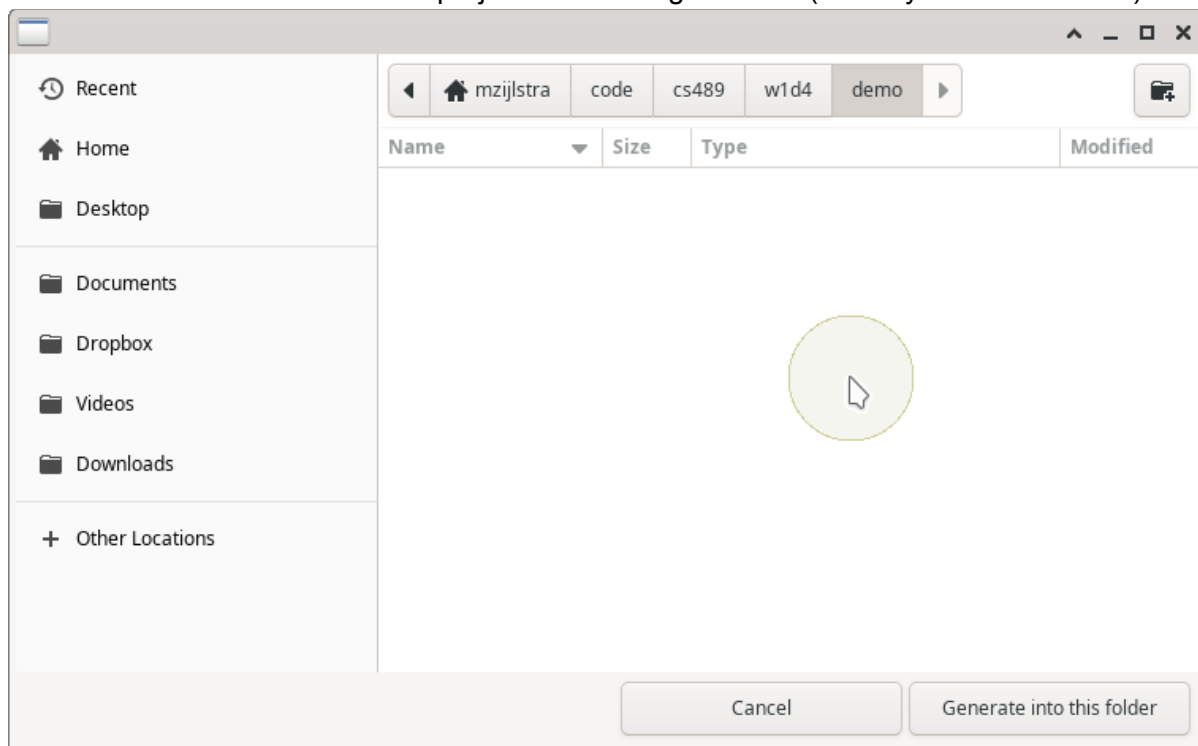 Recent
mzijlstra code cs489 w1d4 demo
Home
Name Size Type Modified
Desktop
Documents
Dropbox
Videos
Downloads
+ Other Locations
Cancel Generate into this folder